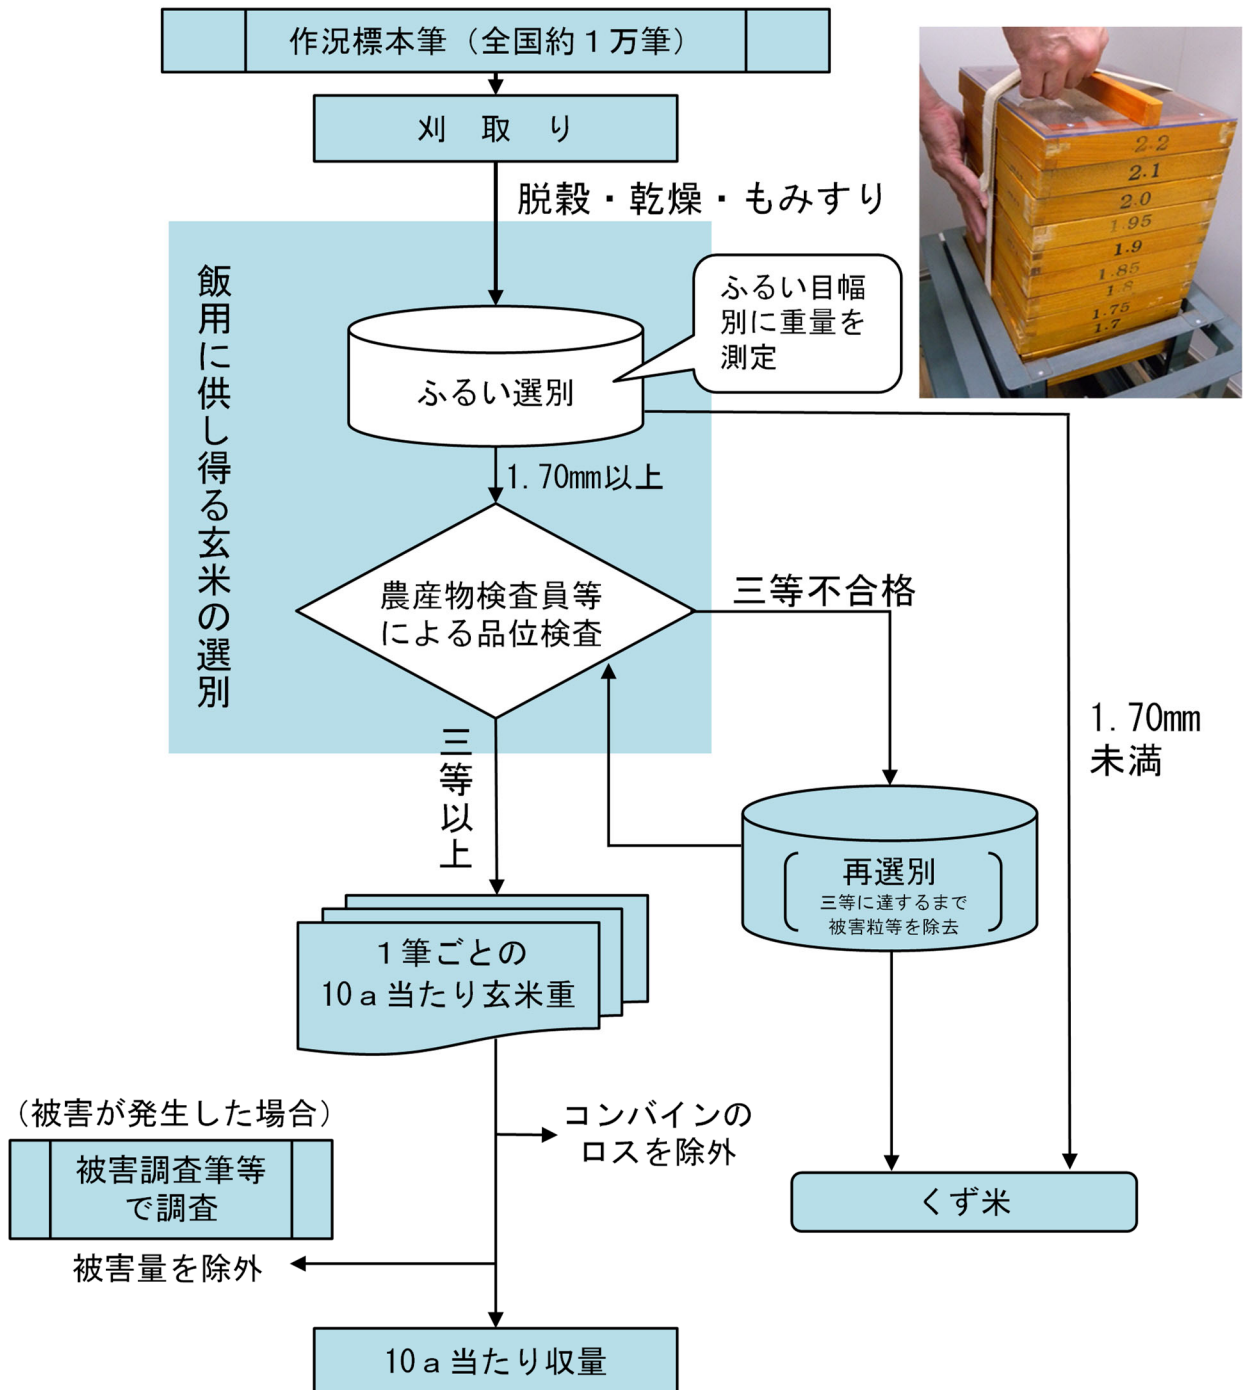 作況標本筆（全国約１万筆）
刈　取　り
脱穀・乾燥・もみすり
飯用に供し得る玄米の選別
ふるい目幅
別に重量を
測定
ふるい選別
2.2
2.1
2.0
1.95
1.9
1.85
1.8
1.75
1.7
1.70mm以上
農産物検査員等
による品位検査
三等不合格
1.70mm
未満
三等以上
再選別
三等に達するまで
被害粒等を除去
１筆ごとの
10ａ当たり玄米重
（被害が発生した場合）
被害調査筆等
で調査
コンバインの
ロスを除外
くず米
被害量を除外
10ａ当たり収量